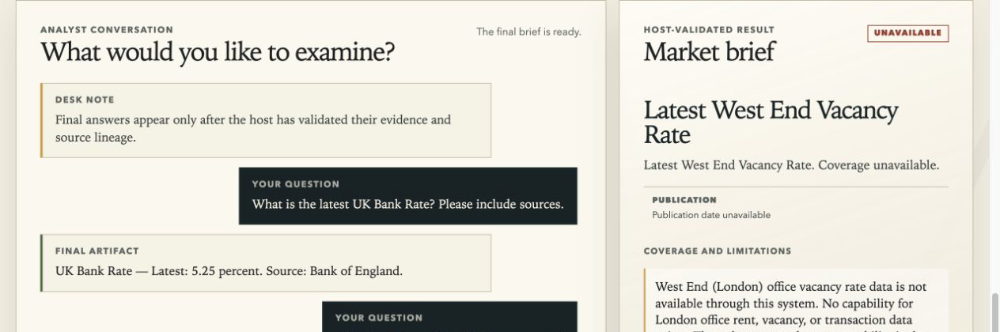 ANALYST CONVERSATION
The final brief is ready.
What would you like to examine?
DESK NOTE
Final answers appear only after the host has validated their evidence and
source lineage.
YOUR QUESTION
What is the latest UK Bank Rate? Please include sources.
FINAL ARTIFACT
UK Bank Rate — Latest: 5.25 percent. Source: Bank of England.
YOUR QUESTION
HOST-VALIDATED RESULT
UNAVAILABLE
Market brief
Latest West End Vacancy
Rate
Latest West End Vacancy Rate. Coverage unavailable.
PUBLICATION
Publication date unavailable
COVERAGE AND LIMITATIONS
West End (London) office vacancy rate data is not
available through this system. No capability for
London office rent, vacancy, or transaction data